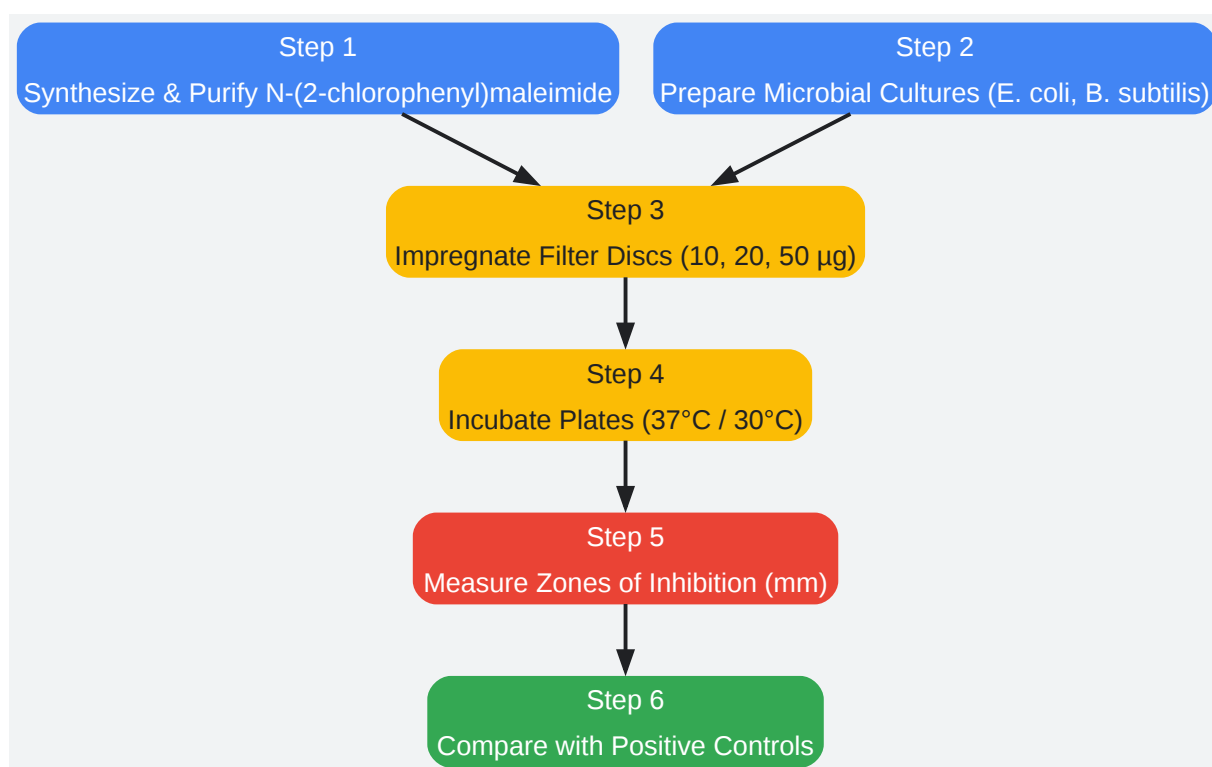 Step 1
Synthesize & Purify N-(2-chlorophenyl)maleimide
Step 2
Prepare Microbial Cultures (E. coli, B. subtilis)
Step 3
Impregnate Filter Discs (10, 20, 50 µg)
Step 4
Incubate Plates (37°C / 30°C)
Step 5
Measure Zones of Inhibition (mm)
Step 6
Compare with Positive Controls